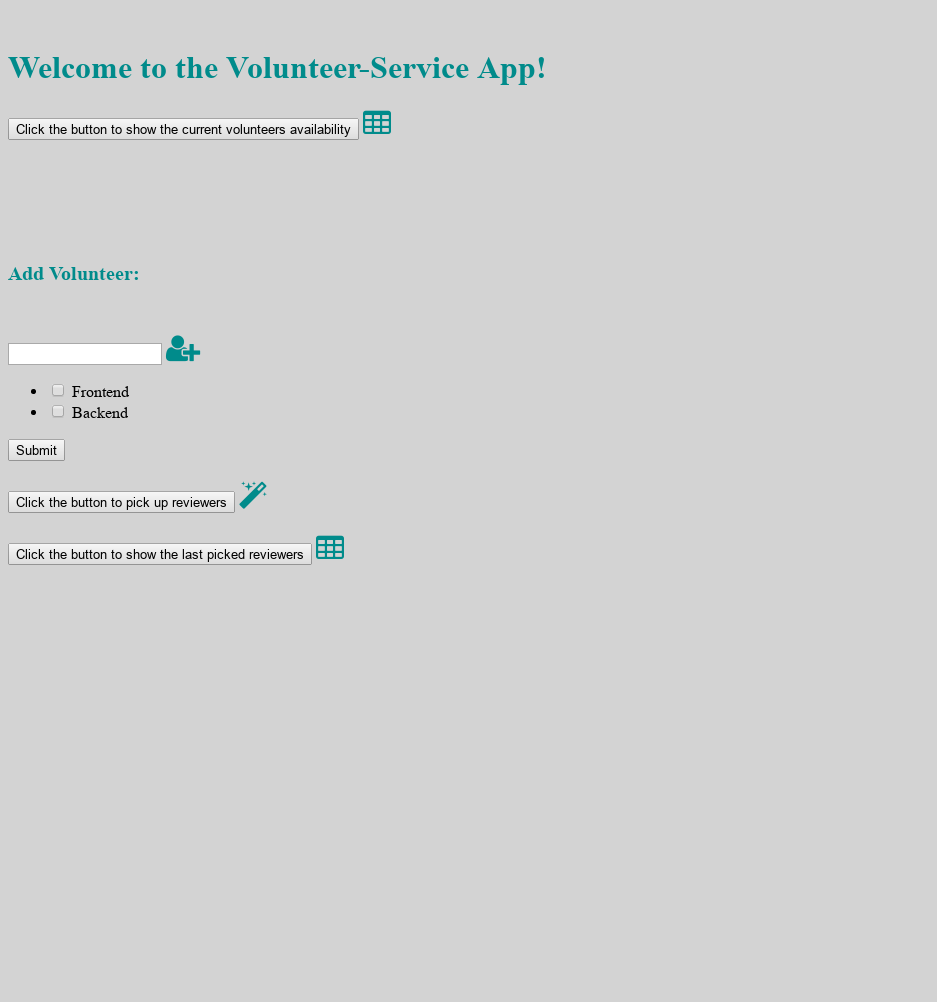 Welcome to the Volunteer-Service App!
Click the button to show the current volunteers availability
Add Volunteer:
Frontend
Backend
Submit
Click the button to pick up reviewers
Click the button to show the last picked reviewers